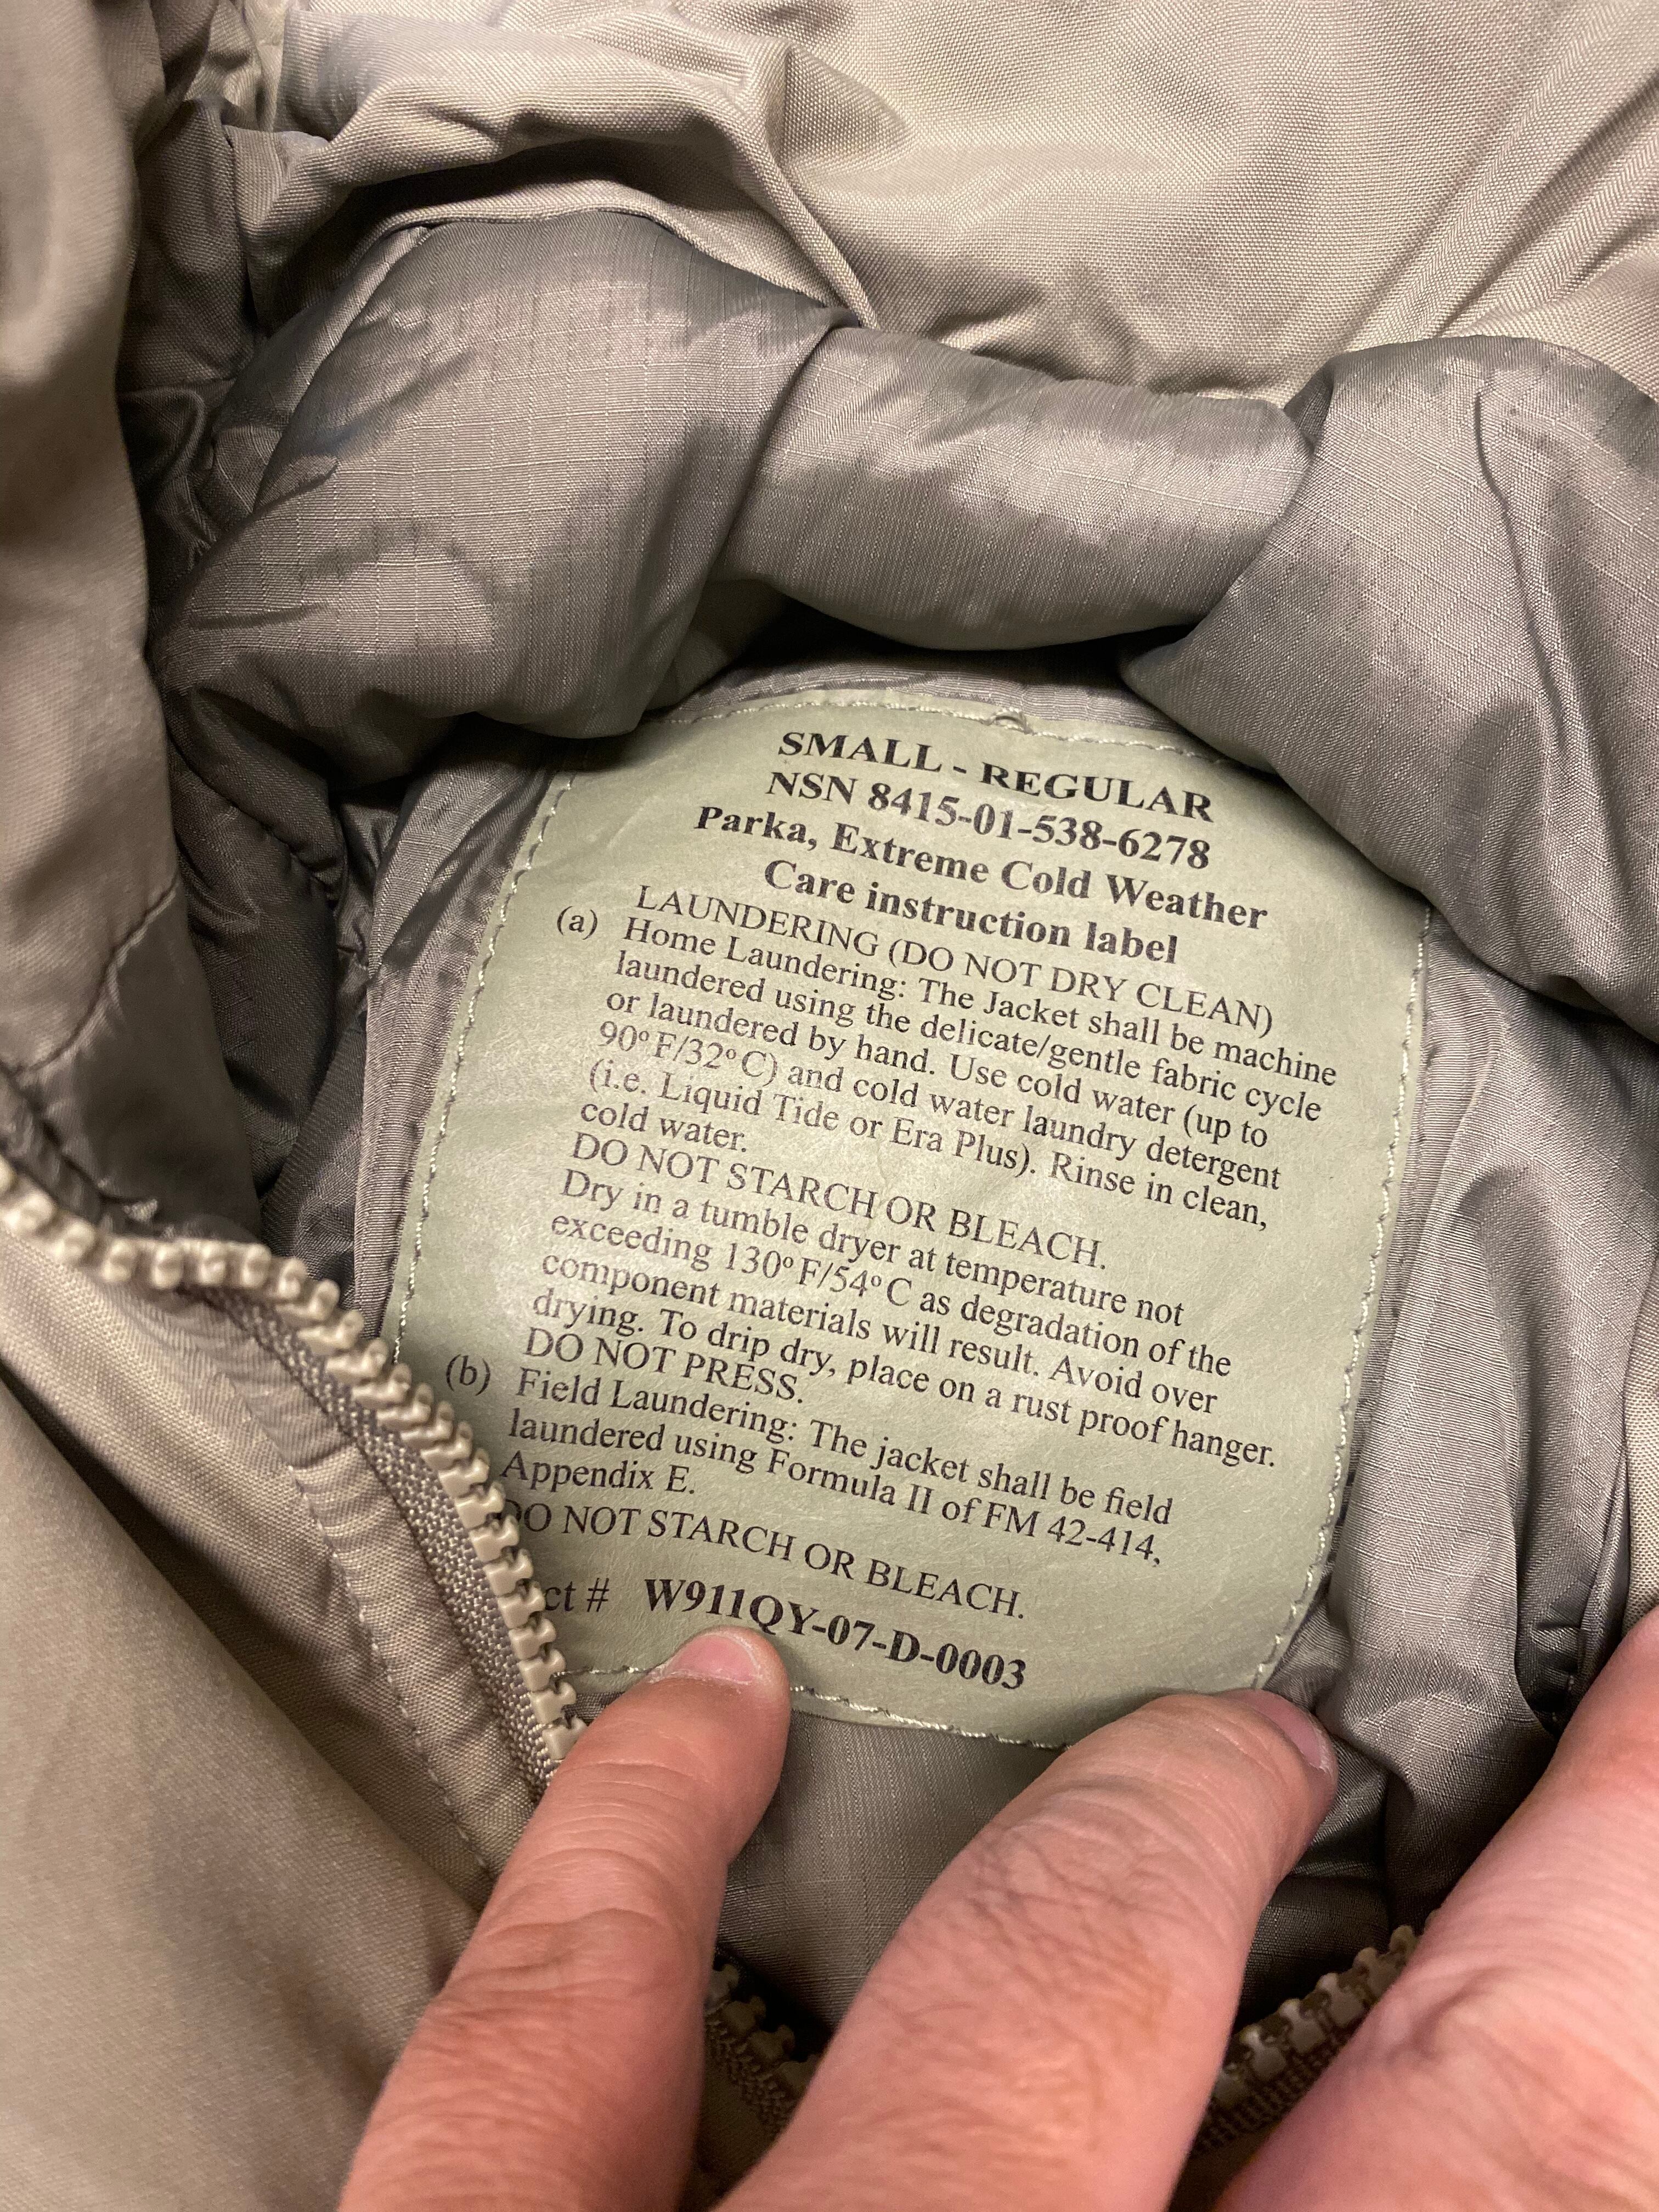 SMALL - REGULAR
NSN 8415-01-538-6278
Parka, Extreme Cold Weather
Care instruction label
LAUNDERING (DO NOT DRY CLEAN)
(a) Home Laundering: The Jacket shall be machine
laundered using the delicate/gentle fabric cycle
or laundered by hand. Use cold water (up to
90°F/32°C) and cold water laundry detergent
(i.e. Liquid Tide or Era Plus). Rinse in clean,
cold water.
DO NOT STARCH OR BLEACH.
Dry in a tumble dryer at temperature not
exceeding 130°F/54°C as degradation of the
component materials will result. Avoid over
drying. To drip dry, place on a rust proof hanger.
DO NOT PRESS.
(b) Field Laundering: The jacket shall be field
laundered using Formula II of FM 42-414,
Appendix E.
DO NOT STARCH OR BLEACH.
ct # W911QY-07-D-0003